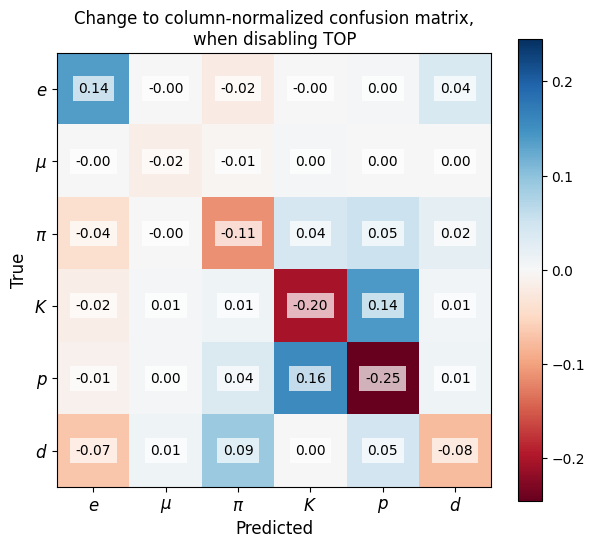 Change to column-normalized confusion matrix,
when disabling TOP
e 0.14 -0.00 -0.02 -0.00 0.00 0.04
μ -0.00 -0.02 -0.01 0.00 0.00 0.00
π -0.04 -0.00 -0.11 0.04 0.05 0.02
K -0.02 0.01 0.01 -0.20 0.14 0.01
p -0.01 0.00 0.04 0.16 -0.25 0.01
d -0.07 0.01 0.09 0.00 0.05 -0.08
e μ π K p d
True
Predicted
0.2
0.1
0.0
−0.1
−0.2